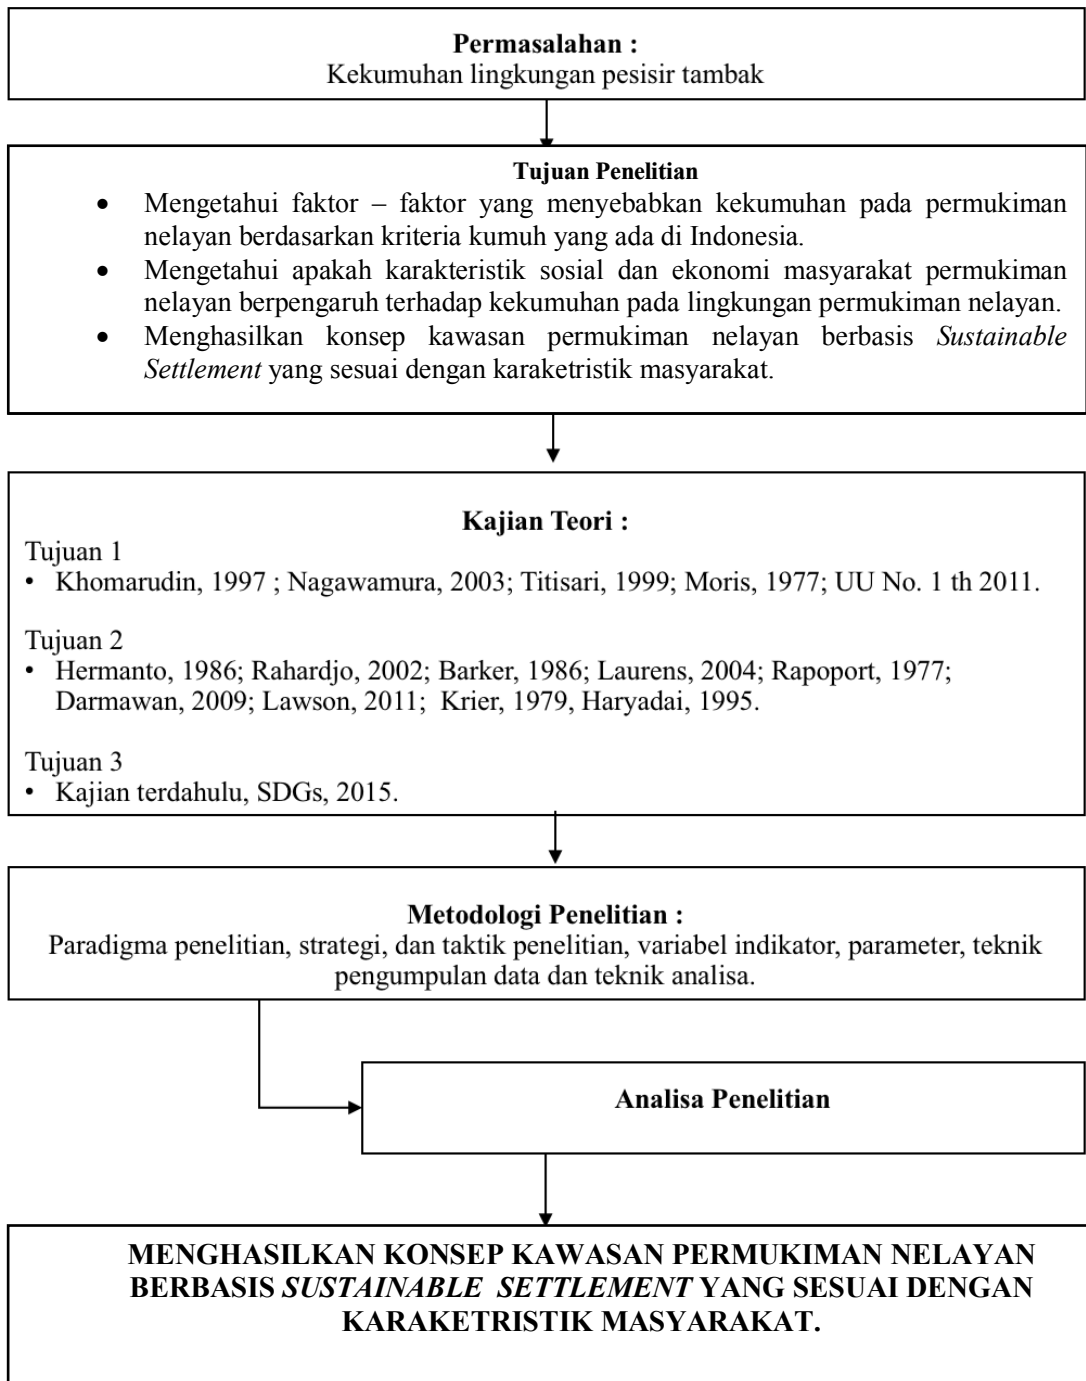 Permasalahan :
Kekumuhan lingkungan pesisir tambak
Tujuan Penelitian
• Mengetahui faktor – faktor yang menyebabkan kekumuhan pada permukiman
nelayan berdasarkan kriteria kumuh yang ada di Indonesia.
• Mengetahui apakah karakteristik sosial dan ekonomi masyarakat permukiman
nelayan berpengaruh terhadap kekumuhan pada lingkungan permukiman nelayan.
• Menghasilkan konsep kawasan permukiman nelayan berbasis Sustainable
Settlement yang sesuai dengan karaketristik masyarakat.
Kajian Teori :
Tujuan 1
• Khomarudin, 1997 ; Nagawamura, 2003; Titisari, 1999; Moris, 1977; UU No. 1 th 2011.
Tujuan 2
• Hermanto, 1986; Rahardjo, 2002; Barker, 1986; Laurens, 2004; Rapoport, 1977;
Darmawan, 2009; Lawson, 2011; Krier, 1979, Haryadai, 1995.
Tujuan 3
• Kajian terdahulu, SDGs, 2015.
Metodologi Penelitian :
Paradigma penelitian, strategi, dan taktik penelitian, variabel indikator, parameter, teknik
pengumpulan data dan teknik analisa.
Analisa Penelitian
MENGHASILKAN KONSEP KAWASAN PERMUKIMAN NELAYAN
BERBASIS SUSTAINABLE SETTLEMENT YANG SESUAI DENGAN
KARAKETRISTIK MASYARAKAT.